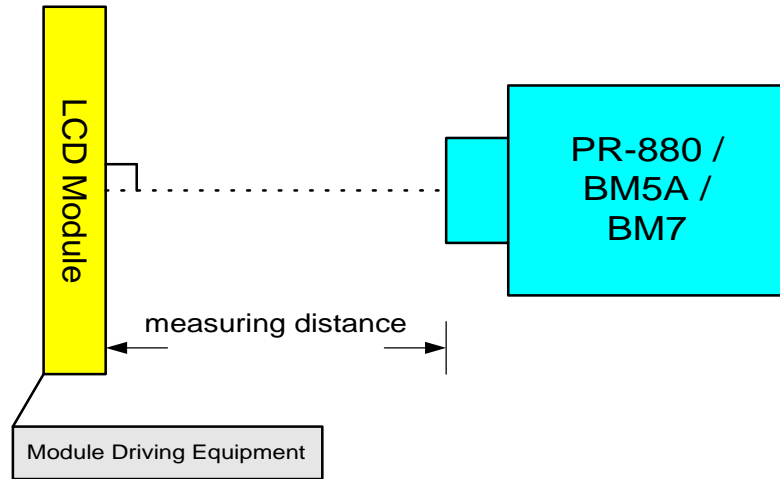 LCD Module
PR-880 /
BM5A /
BM7
measuring distance
Module Driving Equipment